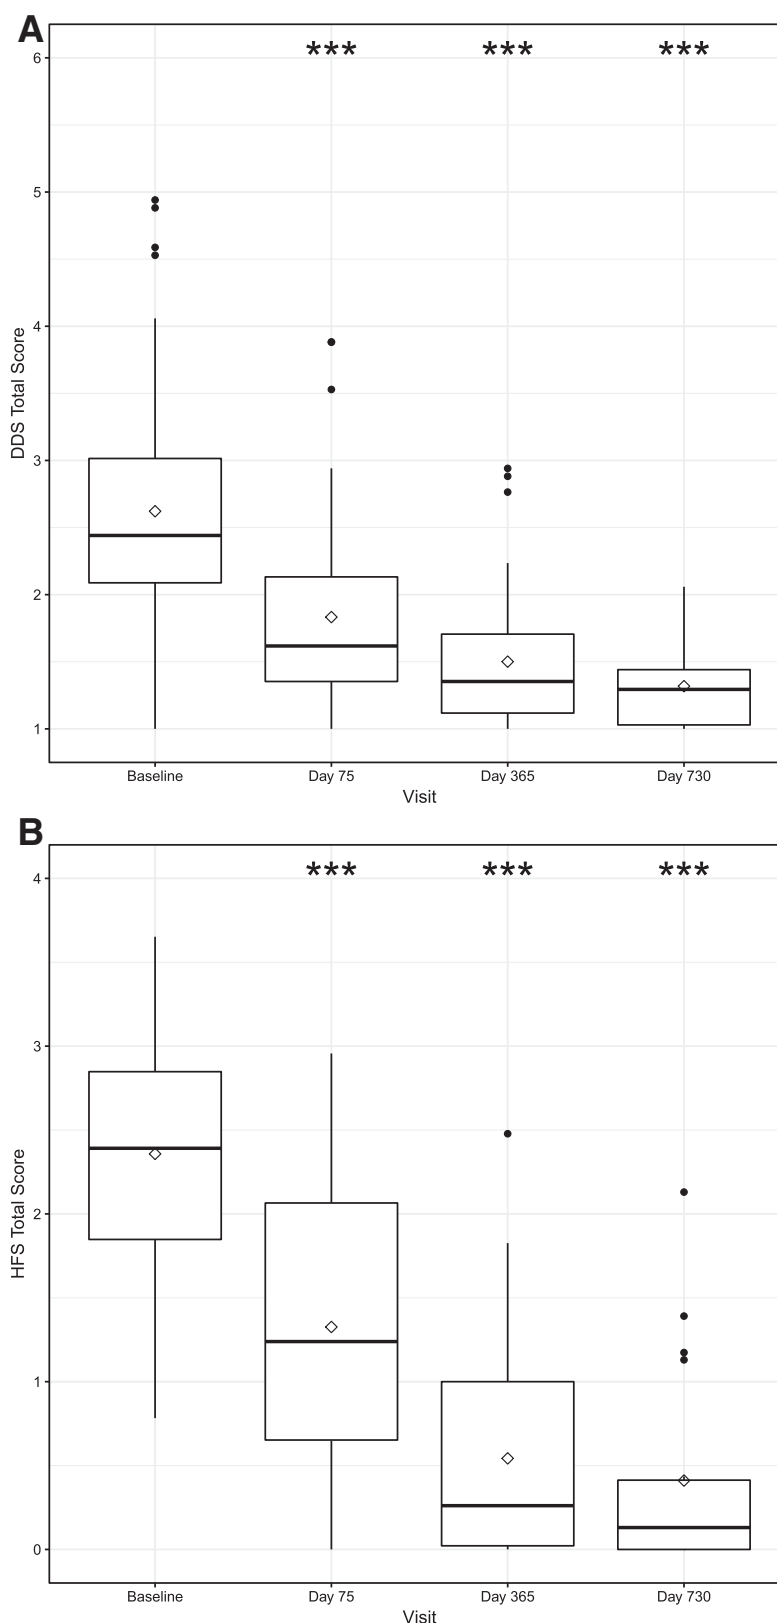 A
*** *** ***
6
5
4
3
2
1
DDS Total Score
Baseline Day 75 Day 365 Day 730
Visit
B
*** *** ***
4
3
2
1
0
HFS Total Score
Baseline Day 75 Day 365 Day 730
Visit